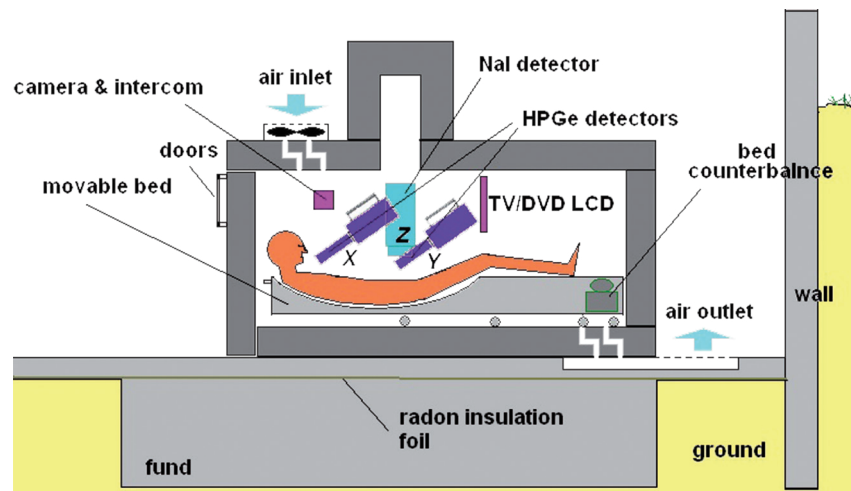 NaI detector
air inlet
camera & intercom
HPGe detectors
doors
bed
counterbalnce
movable bed
TV/DVD LCD
Z
X
Y
wall
air outlet
radon insulation
foil
fund
ground